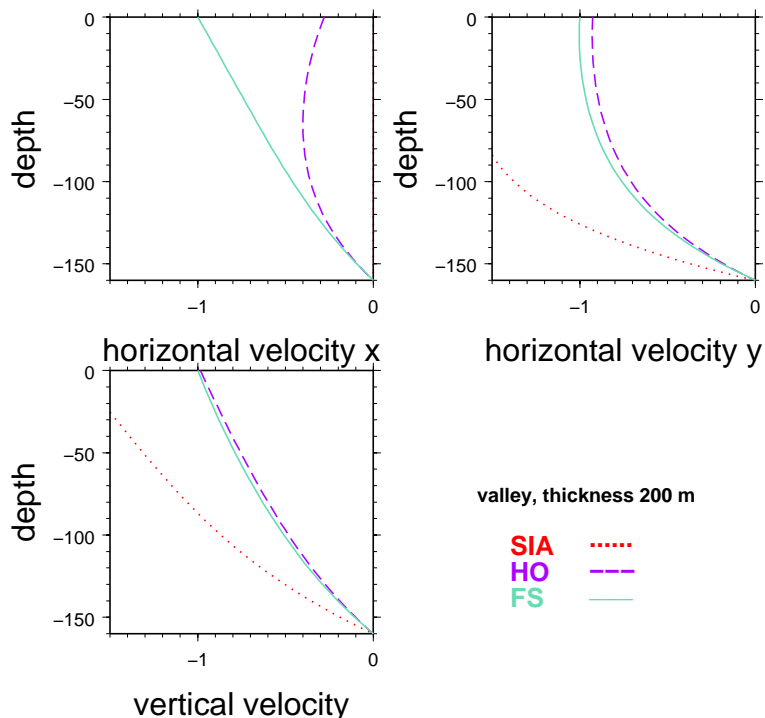 0
−50
−100
−150
depth
−1
0
horizontal velocity x
0
−50
−100
−150
depth
−1
0
horizontal velocity y
0
−50
−100
−150
depth
−1
0
vertical velocity
valley, thickness 200 m
SIA
HO
FS